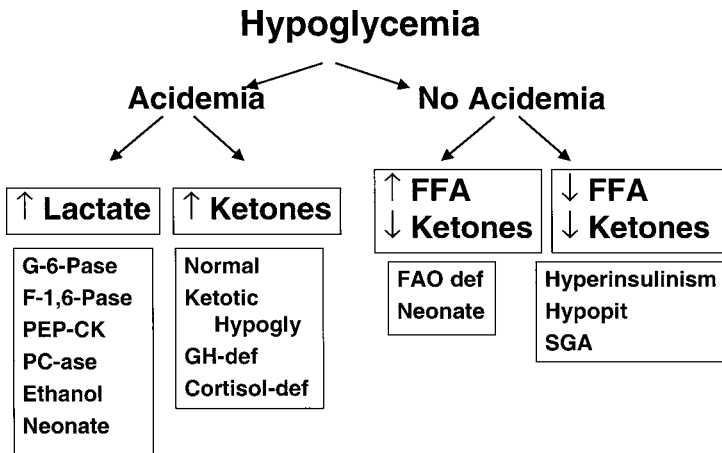 Hypoglycemia
Acidemia
No Acidemia
↑ Lactate
↑ Ketones
↑ FFA
↓ Ketones
↓ FFA
↓ Ketones
G-6-Pase
F-1,6-Pase
PEP-CK
PC-ase
Ethanol
Neonate
Normal
Ketotic
Hypogly
GH-def
Cortisol-def
FAO def
Neonate
Hyperinsulinism
Hypopit
SGA